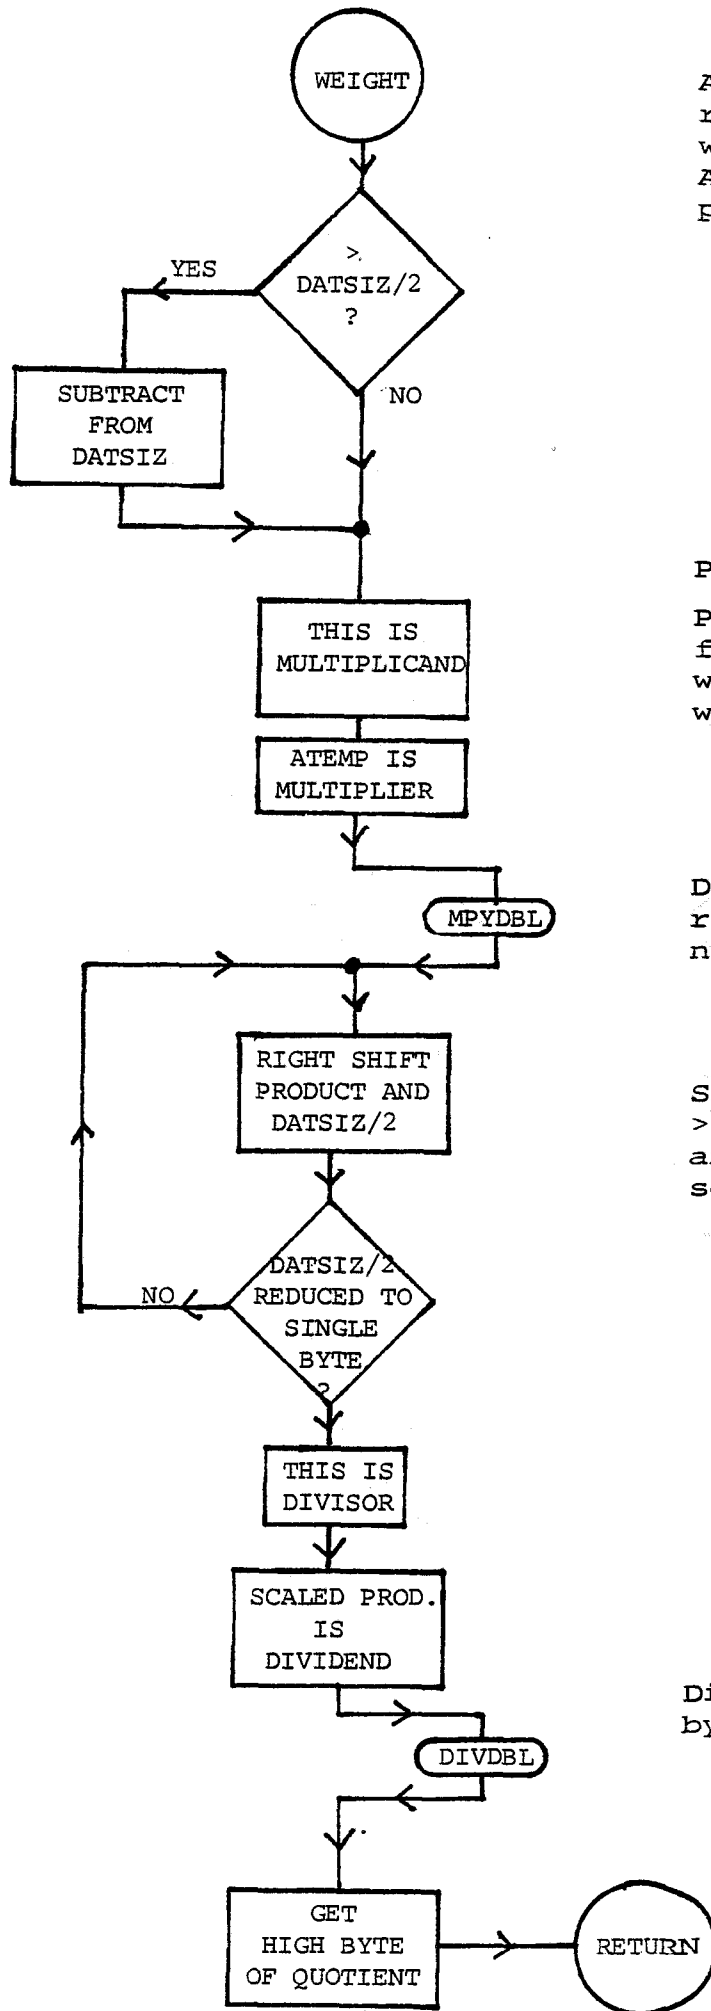 WEIGHT
>
DATSIZ/2
?
YES
NO
SUBTRACT
FROM
DATSIZ
THIS IS
MULTIPLICAND
ATEMP IS
MULTIPLIER
MPYDBL
RIGHT SHIFT
PRODUCT AND
DATSIZ/2
DATSIZ/2
REDUCED TO
SINGLE
BYTE
?
NO
THIS IS
DIVISOR
SCALED PROD.
IS
DIVIDEND
DIVDBL
by
GET
HIGH BYTE
OF QUOTIENT
RETURN